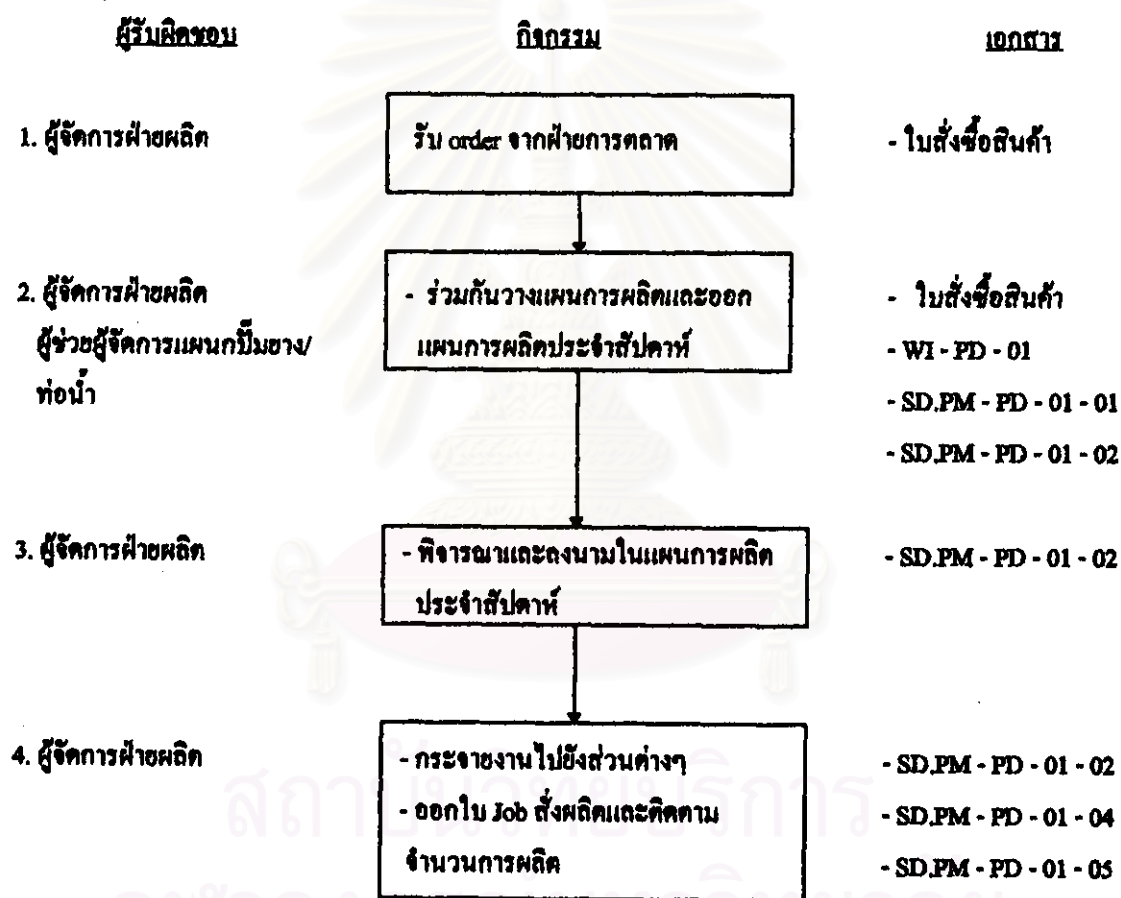 ผู้รับผิดชอบ กิจกรรม เอกสาร
1. ผู้จัดการฝ่ายผลิต รับ order จากฝ่ายการตลาด - ใบสั่งซื้อสินค้า
2. ผู้จัดการฝ่ายผลิต - ร่วมกันวางแผนการผลิตและออก - ใบสั่งซื้อสินค้า
ผู้ช่วยผู้จัดการแผนกปั๊มยาง/ แผนการผลิตประจำสัปดาห์ - WI - PD - 01
ท่อน้ำ - SD.PM - PD - 01 - 01
- SD.PM - PD - 01 - 02
3. ผู้จัดการฝ่ายผลิต - พิจารณาและลงนามในแผนการผลิต - SD.PM - PD - 01 - 02
ประจำสัปดาห์
4. ผู้จัดการฝ่ายผลิต - กระจายงานไปยังส่วนต่างๆ - SD.PM - PD - 01 - 02
- ออกใบ Job สั่งผลิตและติดตาม - SD.PM - PD - 01 - 04
จำนวนการผลิต - SD.PM - PD - 01 - 05
สถาบันวิทยบริการ